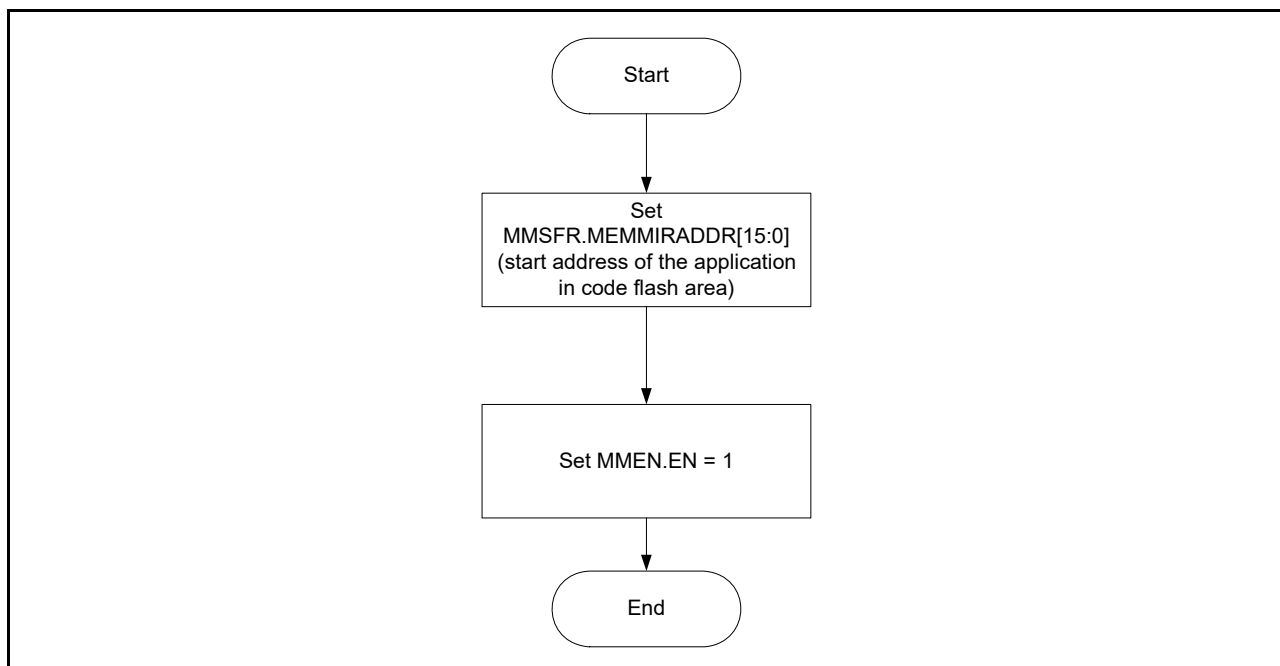 Start
Set
MMSFR.MEMMIRADDR[15:0]
(start address of the application
in code flash area)
Set MMEN.EN = 1
End